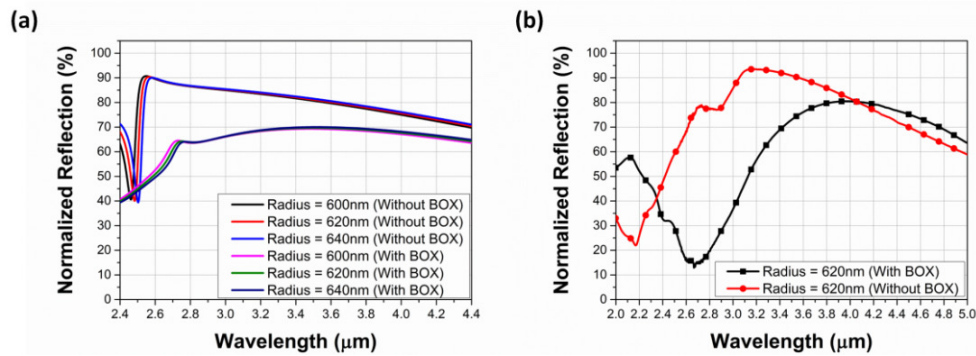 (a)
Normalized Reflection (%)
100
90
80
70
60
50
40
30
20
10
0
Radius = 600nm (Without BOX)
Radius = 620nm (Without BOX)
Radius = 640nm (Without BOX)
Radius = 600nm (With BOX)
Radius = 620nm (With BOX)
Radius = 640nm (With BOX)
2.4 2.6 2.8 3.0 3.2 3.4 3.6 3.8 4.0 4.2 4.4
Wavelength (μm)
(b)
Normalized Reflection (%)
100
90
80
70
60
50
40
30
20
10
0
Radius = 620nm (With BOX)
Radius = 620nm (Without BOX)
2.0 2.2 2.4 2.6 2.8 3.0 3.2 3.4 3.6 3.8 4.0 4.2 4.4 4.6 4.8 5.0
Wavelength (μm)